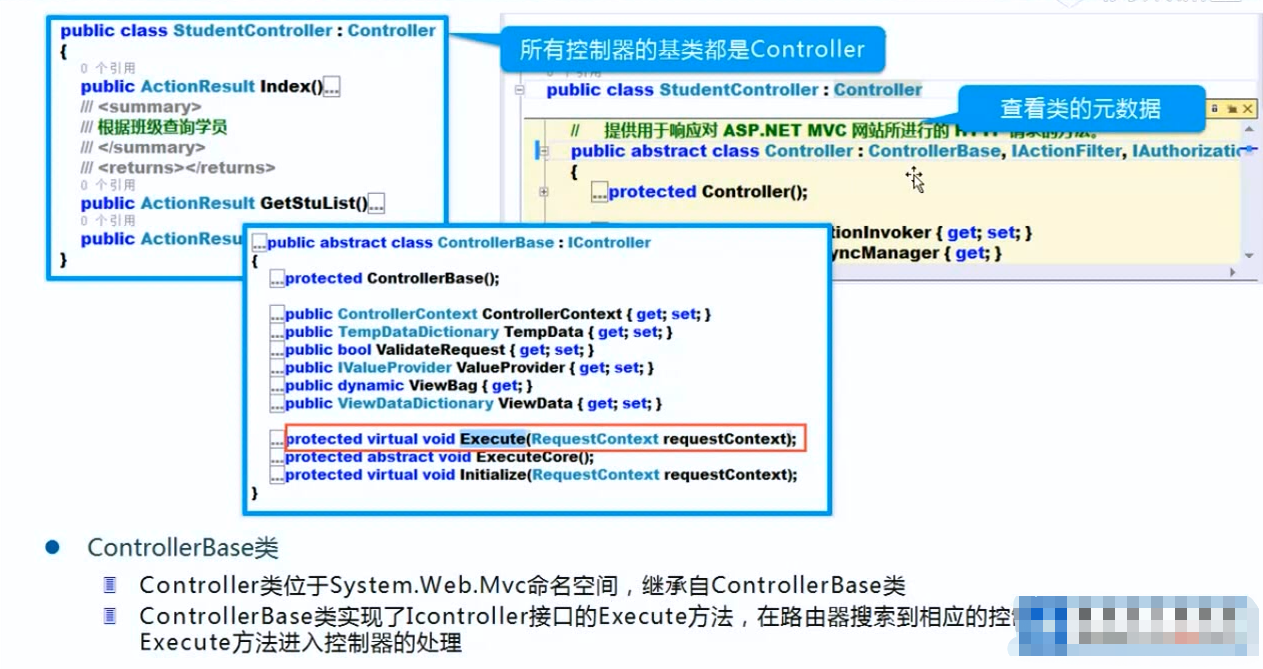 public class StudentController : Controller
{
0 个引用
public ActionResult Index()...
/// <summary>
/// 根据班级查询学员
/// </summary>
/// <returns></returns>
0 个引用
public ActionResult GetStuList()...
0 个引用
public ActionResu
}
所有控制器的基类都是Controller
public class StudentController : Controller
查看类的元数据
// 提供用于响应对 ASP.NET MVC 网站所进行的
public abstract class Controller : ControllerBase, IActionFilter, IAuthorizatio
{
...protected Controller();
tionInvoker { get; set; }
yncManager { get; }
...public abstract class ControllerBase : IController
{
...protected ControllerBase();
...public ControllerContext ControllerContext { get; set; }
...public TempDataDictionary TempData { get; set; }
...public bool ValidateRequest { get; set; }
...public IValueProvider ValueProvider { get; set; }
...public dynamic ViewBag { get; }
...public ViewDataDictionary ViewData { get; set; }
...protected virtual void Execute(RequestContext requestContext);
...protected abstract void ExecuteCore();
...protected virtual void Initialize(RequestContext requestContext);
}
ControllerBase类
Controller类位于System.Web.Mvc命名空间，继承自ControllerBase类
ControllerBase类实现了Icontroller接口的Execute方法，在路由器搜索到相应的控
Execute方法进入控制器的处理